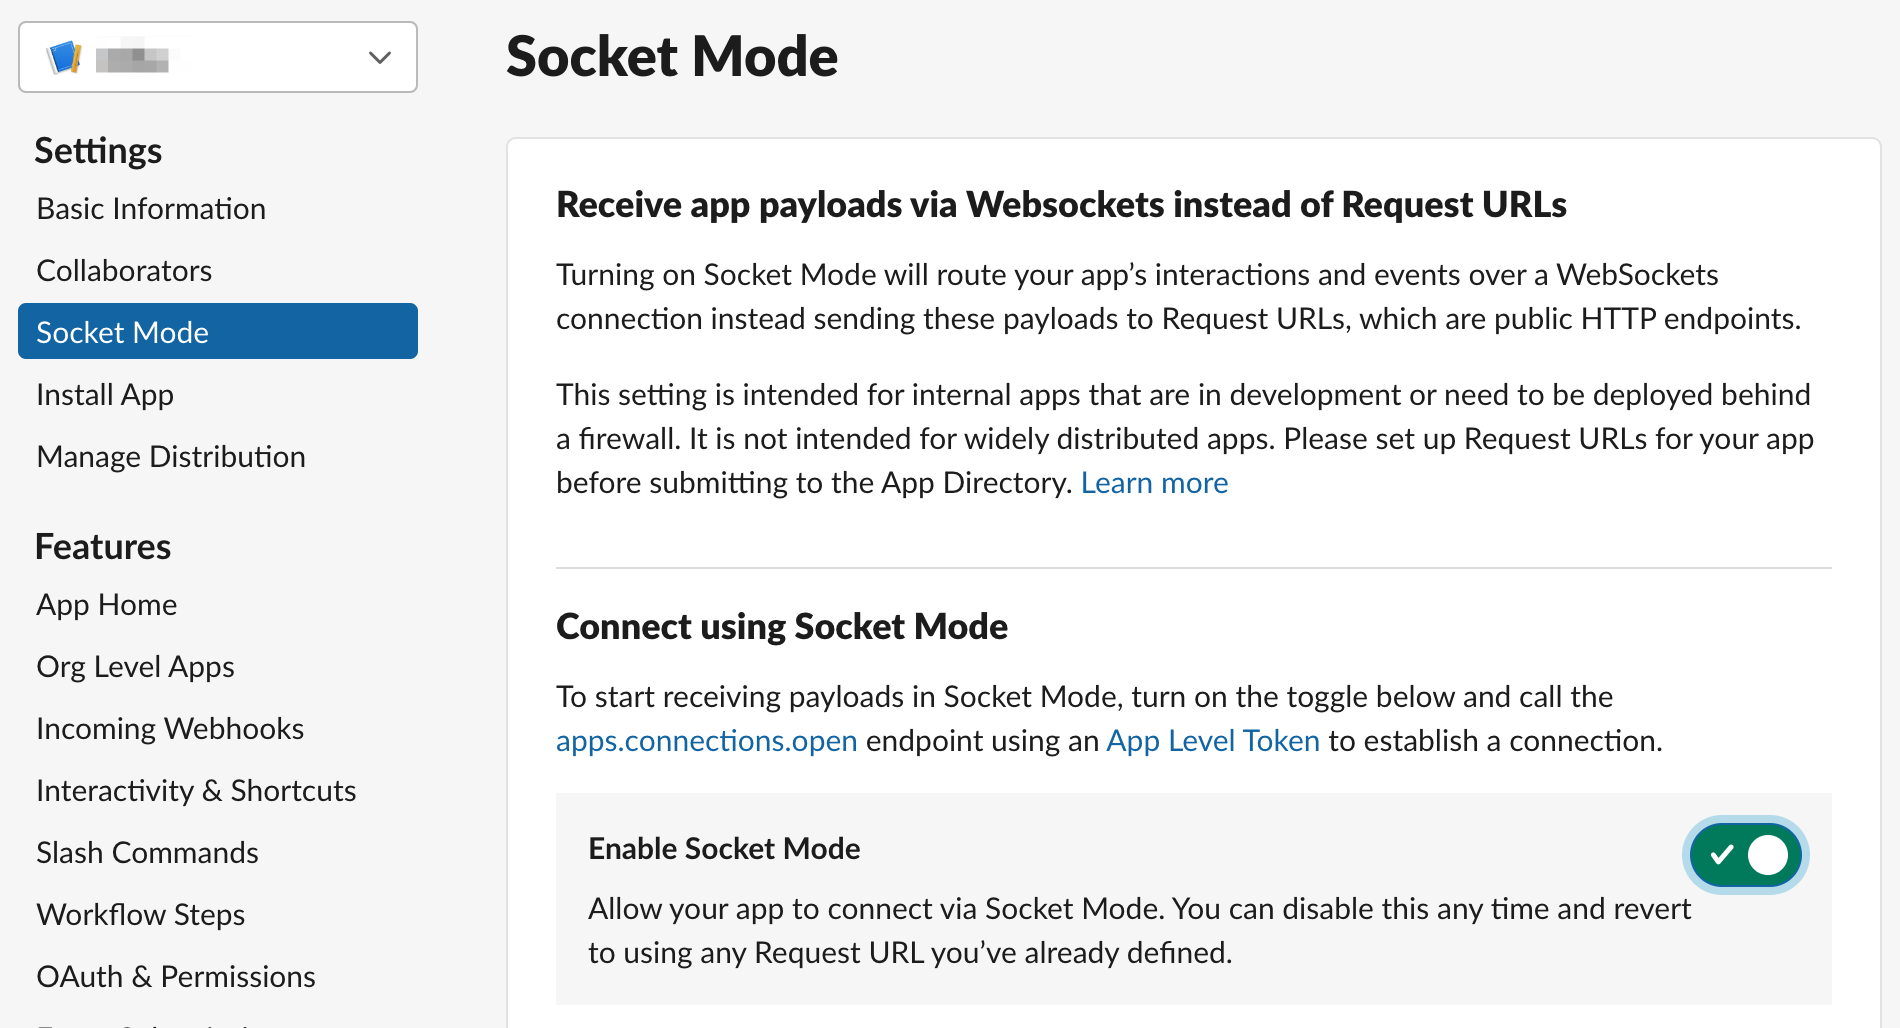 Settings
Basic Information
Collaborators
Socket Mode
Install App
Manage Distribution
Features
App Home
Org Level Apps
Incoming Webhooks
Interactivity & Shortcuts
Slash Commands
Workflow Steps
OAuth & Permissions
Socket Mode
Receive app payloads via Websockets instead of Request URLs
Turning on Socket Mode will route your app’s interactions and events over a WebSockets
connection instead sending these payloads to Request URLs, which are public HTTP endpoints.
This setting is intended for internal apps that are in development or need to be deployed behind
a firewall. It is not intended for widely distributed apps. Please set up Request URLs for your app
before submitting to the App Directory. Learn more
Connect using Socket Mode
To start receiving payloads in Socket Mode, turn on the toggle below and call the
apps.connections.open endpoint using an App Level Token to establish a connection.
Enable Socket Mode
Allow your app to connect via Socket Mode. You can disable this any time and revert
to using any Request URL you’ve already defined.